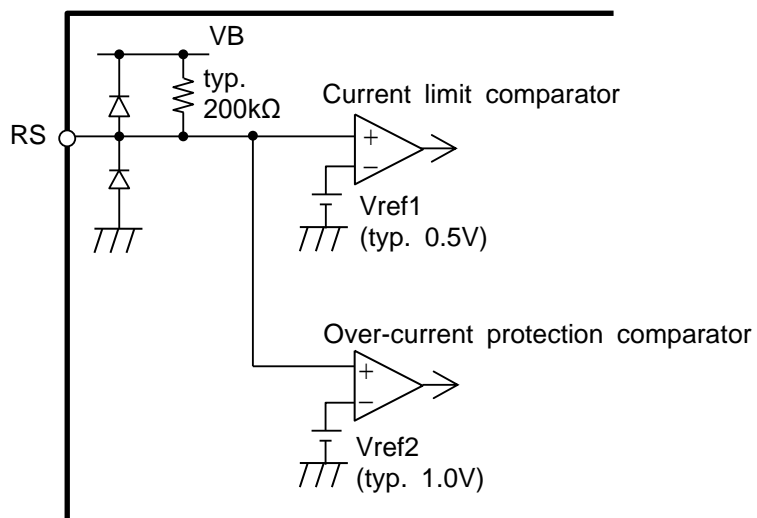 VB
typ.
200kΩ
RS
Current limit comparator
+
−
Vref1
(typ. 0.5V)
Over-current protection comparator
+
−
Vref2
(typ. 1.0V)